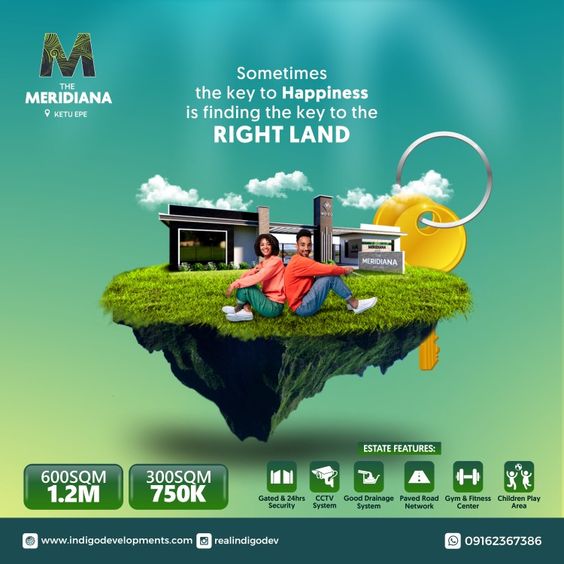 M
THE
MERIDIANA
KETU EPE
Sometimes
the key to Happiness
is finding the key to the
RIGHT LAND
MERIDIANA
ESTATE FEATURES:
600SQM
1.2M
300SQM
750K
Gated & 24hrs
Security
CCTV
System
Good Drainage
System
Paved Road
Network
Gym & Fitness
Center
Children Play
Area
www.indigodevelopments.com
realindigodev
09162367386